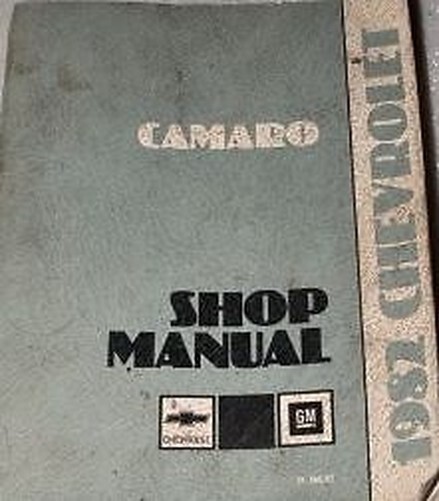 CAMARO
SHOP
MANUAL
CHEVROLET
GM
1982 CHEVROLET